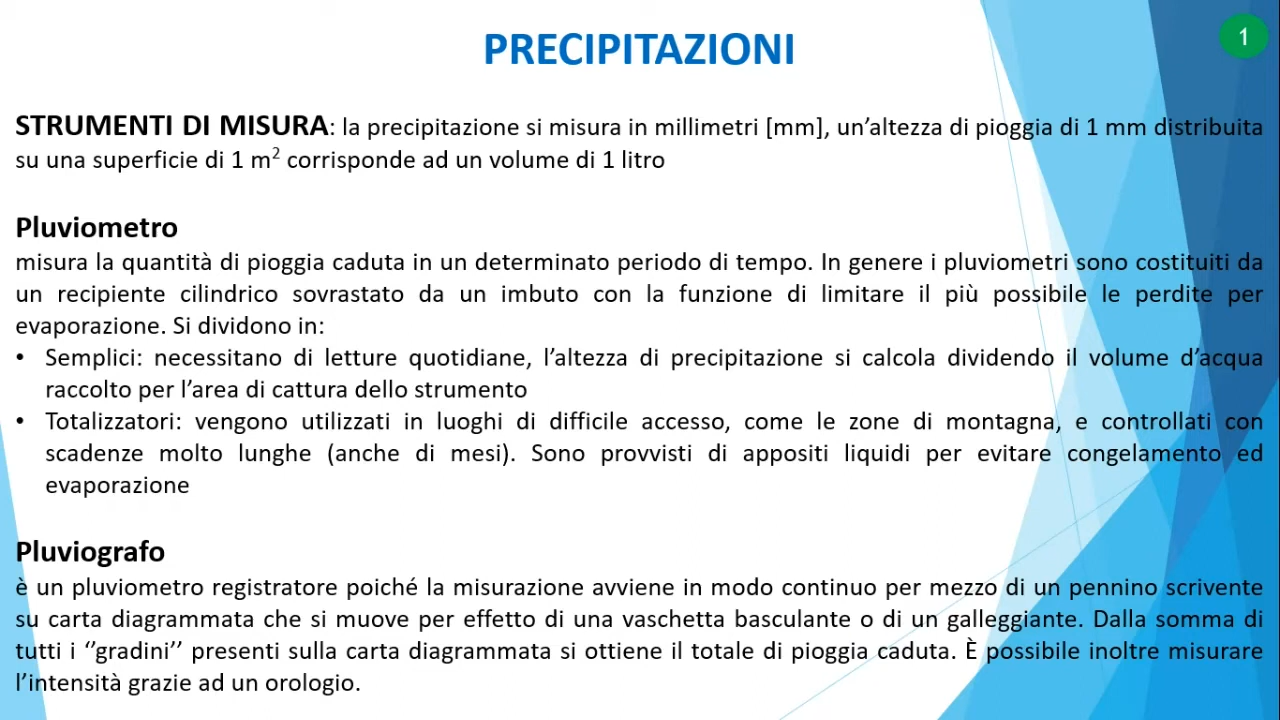 PRECIPITAZIONI
1
STRUMENTI DI MISURA: la precipitazione si misura in millimetri [mm], un’altezza di pioggia di 1 mm distribuita
su una superficie di 1 m² corrisponde ad un volume di 1 litro
Pluviometro
misura la quantità di pioggia caduta in un determinato periodo di tempo. In genere i pluviometri sono costituiti da
un recipiente cilindrico sovrastato da un imbuto con la funzione di limitare il più possibile le perdite per
evaporazione. Si dividono in:
• Semplici: necessitano di letture quotidiane, l’altezza di precipitazione si calcola dividendo il volume d’acqua
raccolto per l’area di cattura dello strumento
• Totalizzatori: vengono utilizzati in luoghi di difficile accesso, come le zone di montagna, e controllati con
scadenze molto lunghe (anche di mesi). Sono provvisti di appositi liquidi per evitare congelamento ed
evaporazione
Pluviografo
è un pluviometro registratore poiché la misurazione avviene in modo continuo per mezzo di un pennino scrivente
su carta diagrammata che si muove per effetto di una vaschetta basculante o di un galleggiante. Dalla somma di
tutti i ‘’gradini’’ presenti sulla carta diagrammata si ottiene il totale di pioggia caduta. È possibile inoltre misurare
l’intensità grazie ad un orologio.